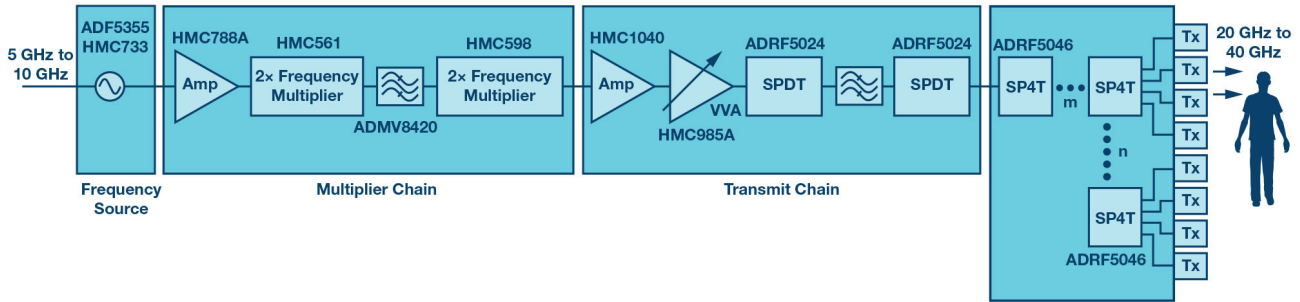 5 GHz to
10 GHz
ADF5355
HMC733
Frequency
Source
HMC788A
Amp
HMC561
2× Frequency
Multiplier
ADMV8420
HMC598
2× Frequency
Multiplier
Multiplier Chain
HMC1040
Amp
VVA
HMC985A
ADRF5024
SPDT
ADRF5024
SPDT
Transmit Chain
ADRF5046
SP4T
m
SP4T
n
SP4T
ADRF5046
Tx
Tx
Tx
Tx
Tx
Tx
Tx
Tx
20 GHz to
40 GHz